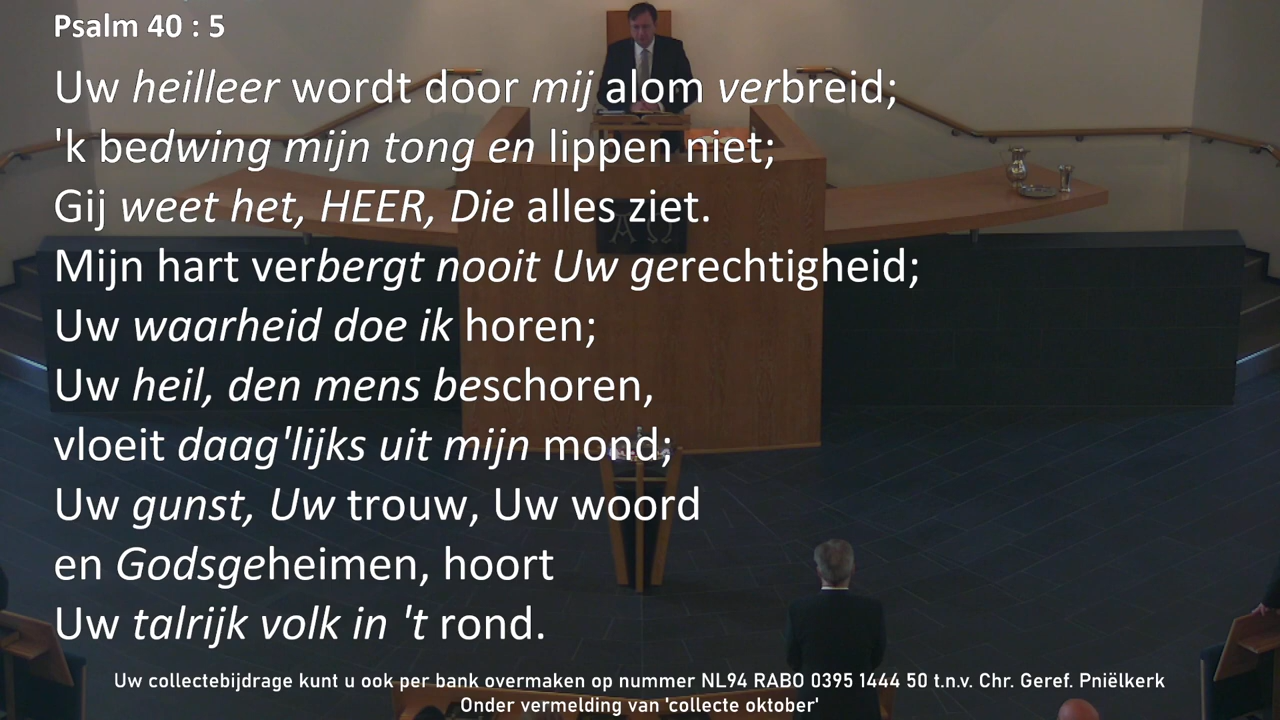 Psalm 40 : 5
Uw heilleer wordt door mij alom verbreid;
'k bedwing mijn tong en lippen niet;
Gij weet het, HEER, Die alles ziet.
Mijn hart verbergt nooit Uw gerechtigheid;
Uw waarheid doe ik horen;
Uw heil, den mens beschoren,
vloeit daag'lijks uit mijn mond;
Uw gunst, Uw trouw, Uw woord
en Godsgeheimen, hoort
Uw talrijk volk in 't rond.
Uw collectebijdrage kunt u ook per bank overmaken op nummer NL94 RABO 0395 1444 50 t.n.v. Chr. Geref. Pniëlkerk
Onder vermelding van 'collecte oktober'
ΑΩ